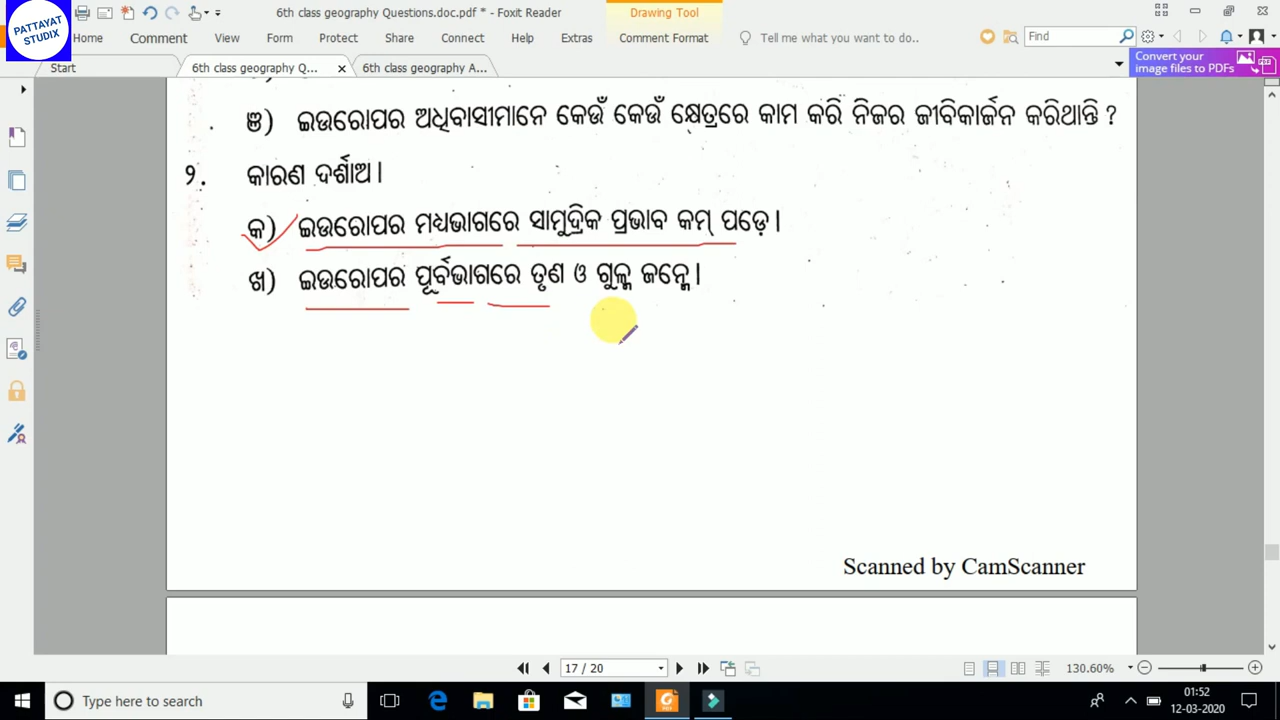 PATTAYAT
STUDIX
6th class geography Questions.doc.pdf * - Foxit Reader
Drawing Tool
Home Comment View Form Protect Share Connect Help Extras Comment Format Tell me what you want to do.. Find
Start 6th class geography Q... 6th class geography A...
Convert your
image files to PDFs
ଞ) ଇଉରୋପର ଅଧିବାସୀମାନେ କେଉଁ କେଉଁ କ୍ଷେତ୍ରରେ କାମ କରି ନିଜର ଜୀବିକାର୍ଜନ କରିଥାନ୍ତି ?
୨. କାରଣ ଦର୍ଶାଅ।
କ) ଇଉରୋପର ମଧ୍ୟଭାଗରେ ସାମୁଦ୍ରିକ ପ୍ରଭାବ କମ୍ ପଡ଼େ।
ଖ) ଇଉରୋପର ପୂର୍ବଭାଗରେ ତୃଣ ଓ ଗୁଳ୍ମ ଜନ୍ମେ।
Scanned by CamScanner
17 / 20
130.60%
Type here to search
01:52
12-03-2020